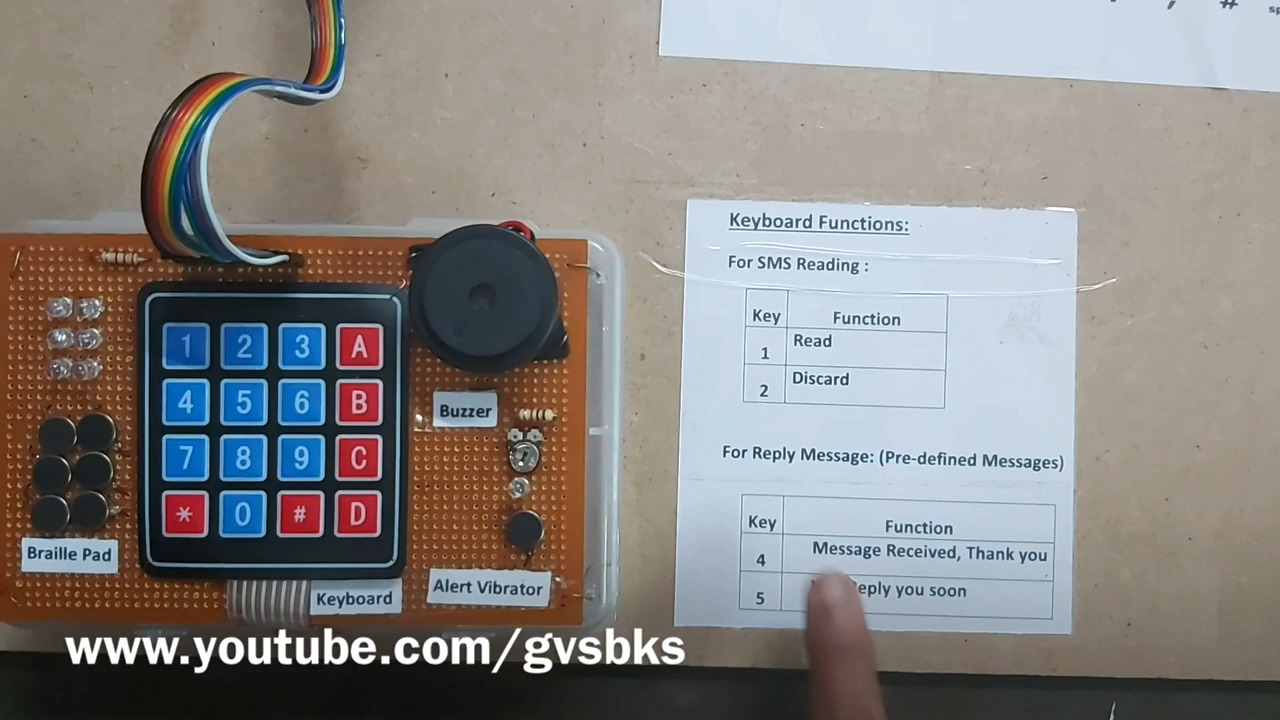 , # sp
Keyboard Functions:
For SMS Reading :
Key Function
1 Read
2 Discard
For Reply Message: (Pre-defined Messages)
Key Function
4 Message Received, Thank you
5 eply you soon
1 2 3 A
4 5 6 B
7 8 9 C
* 0 # D
Buzzer
Braille Pad
Keyboard
Alert Vibrator
www.youtube.com/gvsbks